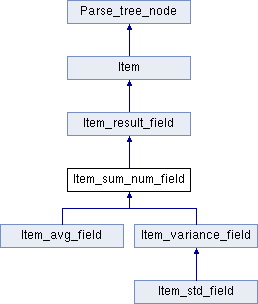 Parse_tree_node
Item
Item_result_field
Item_sum_num_field
Item_avg_field
Item_variance_field
Item_std_field